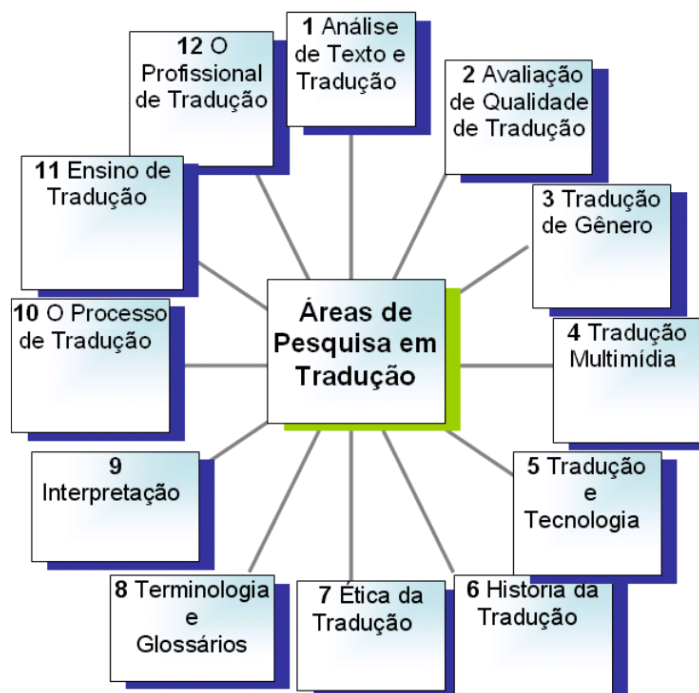 Áreas de
Pesquisa em
Tradução
1 Análise
de Texto e
Tradução
2 Avaliação
de Qualidade
de Tradução
3 Tradução
de Gênero
4 Tradução
Multimídia
5 Tradução
e
Tecnologia
6 História da
Tradução
7 Ética da
Tradução
8 Terminologia
e
Glossários
9
Interpretação
10 O Processo
de Tradução
11 Ensino de
Tradução
12 O
Profissional
de Tradução